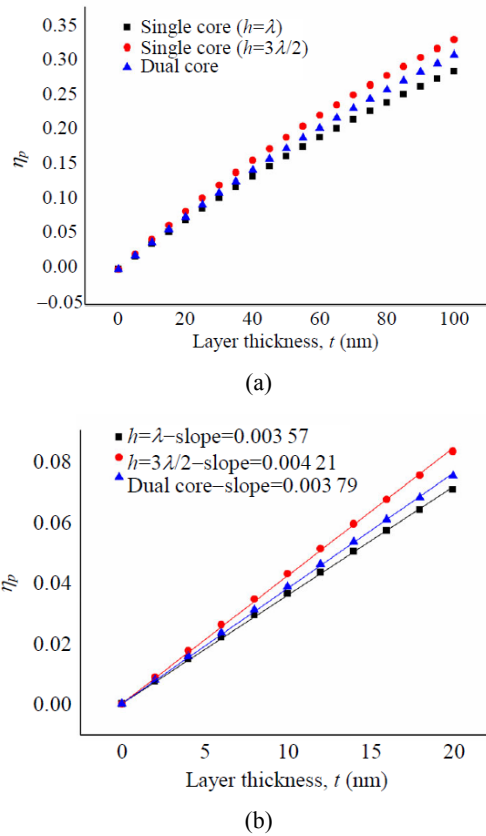 0.35
0.30
0.25
0.20
0.15
0.10
0.05
0.00
−0.05
ηp
Single core (h=λ)
Single core (h=3λ/2)
Dual core
0 20 40 60 80 100
Layer thickness, t (nm)
(a)
0.08
0.06
0.04
0.02
0.00
ηp
h=λ−slope=0.003 57
h=3λ/2−slope=0.004 21
Dual core−slope=0.003 79
0 5 10 15 20
Layer thickness, t (nm)
(b)